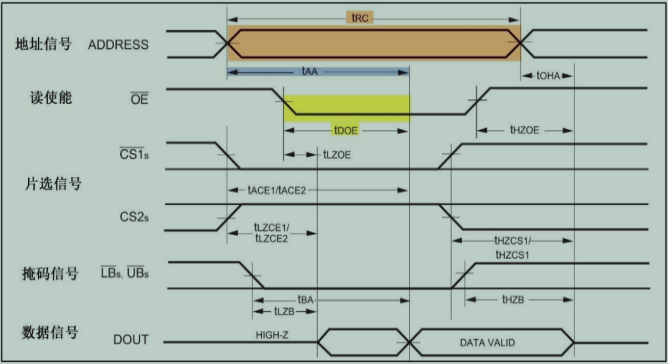 tRC
地址信号 ADDRESS
tAA
tOHA
读使能 OE
tDOE
tHZOE
tLZOE
CS1s
片选信号
tACE1/tACE2
CS2s
tLZCE1/
tLZCE2
tHZCS1/
tHZCS1
掩码信号 LBs, UBs
tBA
tHZB
tLZB
数据信号 DOUT
HIGH-Z
DATA VALID